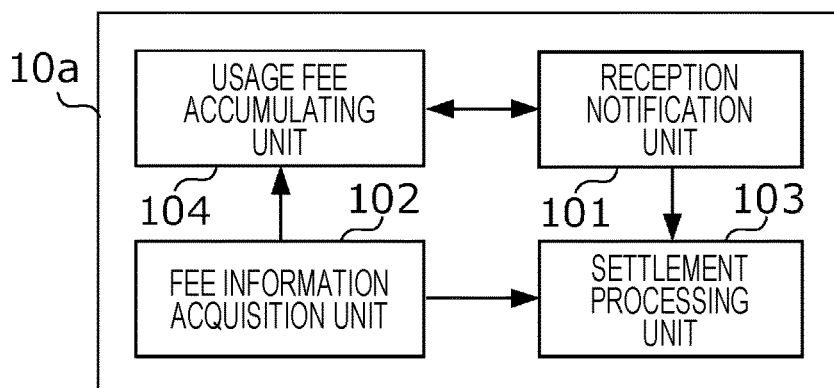 10a
USAGE FEE
ACCUMULATING
UNIT
RECEPTION
NOTIFICATION
UNIT
104
102
101
103
FEE INFORMATION
ACQUISITION UNIT
SETTLEMENT
PROCESSING
UNIT